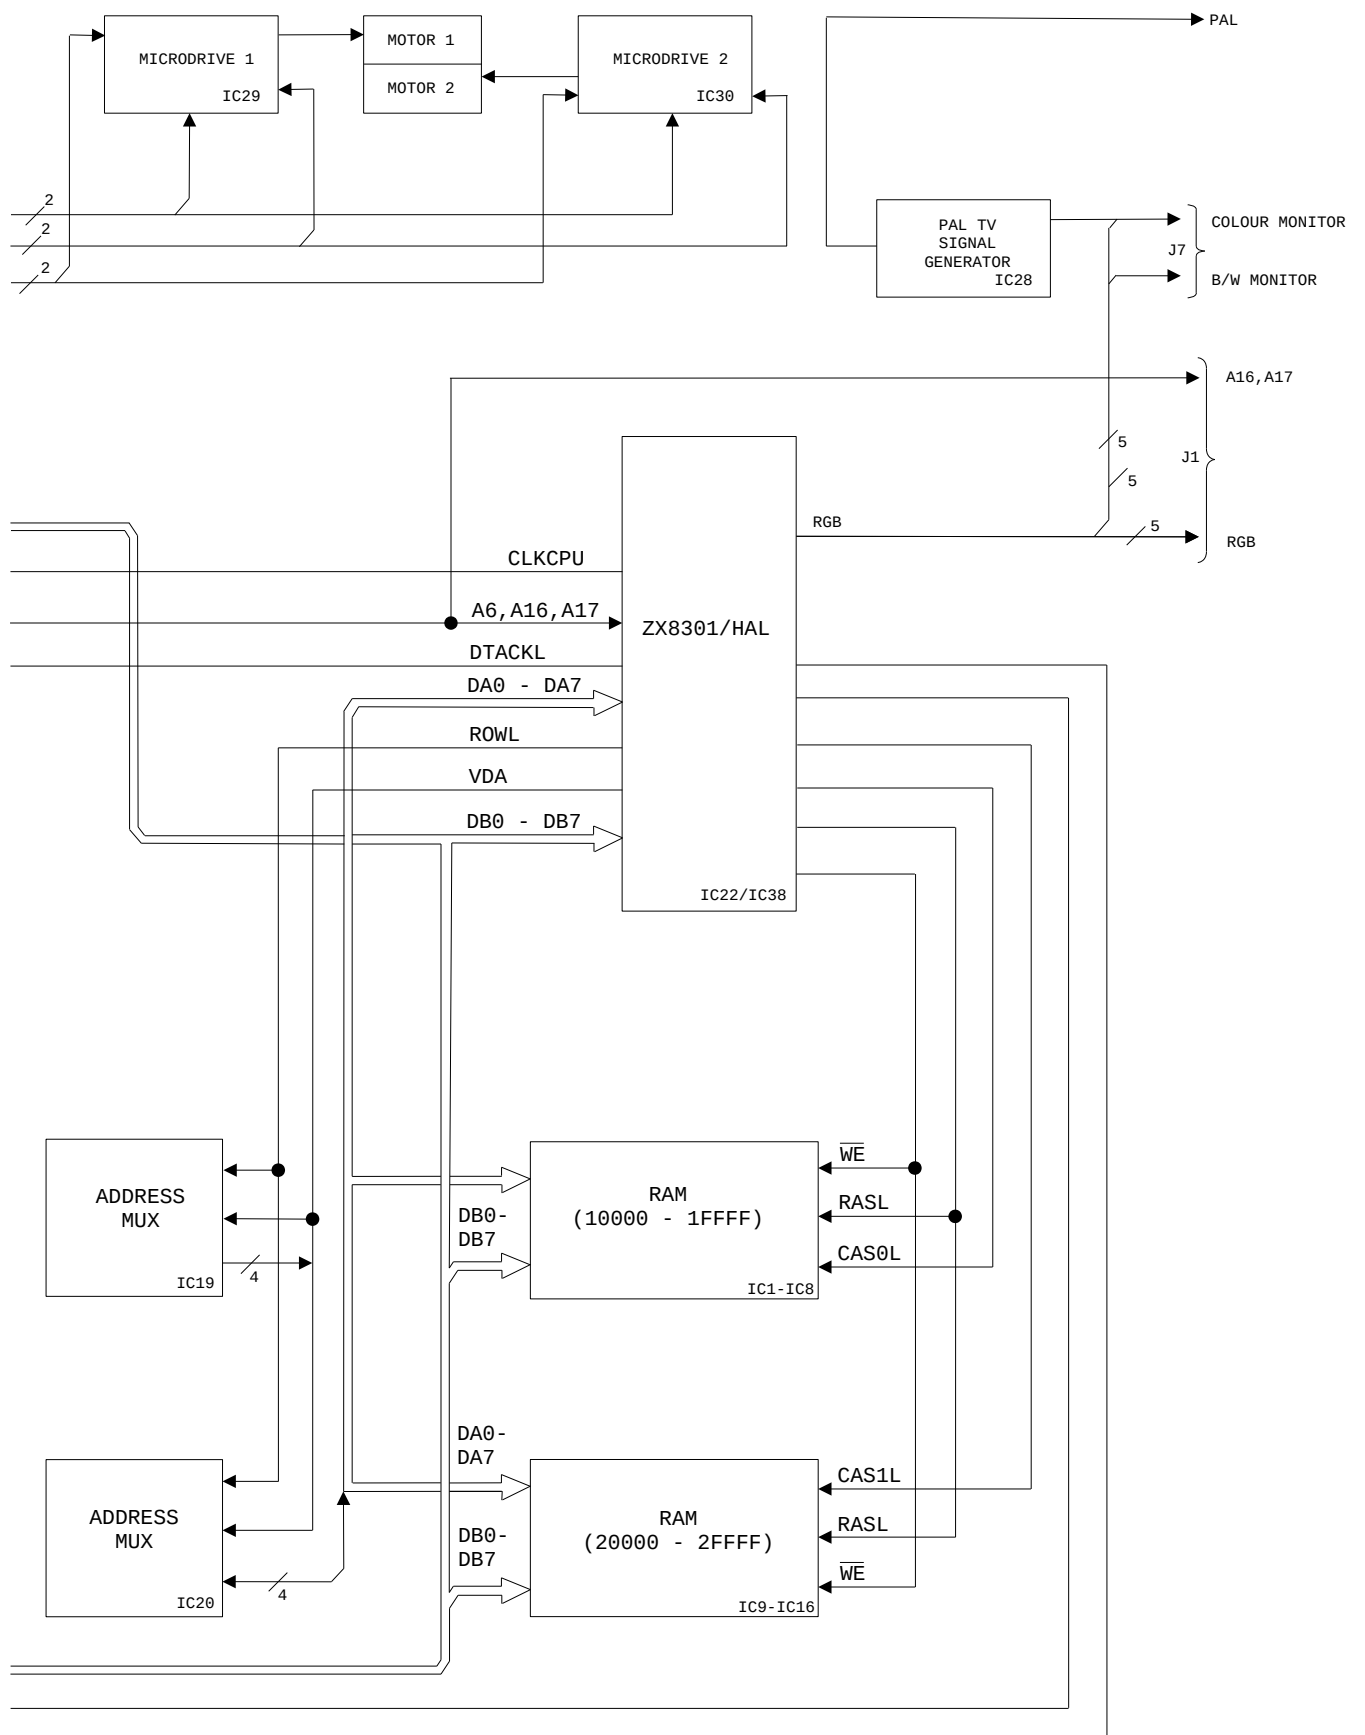 PAL
MOTOR 1
MICRODRIVE 1
MICRODRIVE 2
MOTOR 2
IC29
IC30
2
2
2
PAL TV
SIGNAL
GENERATOR
IC28
COLOUR MONITOR
J7
B/W MONITOR
A16,A17
5
J1
5
RGB
5
RGB
CLKCPU
A6,A16,A17
ZX8301/HAL
DTACKL
DA0 - DA7
ROWL
VDA
DB0 - DB7
IC22/IC38
ADDRESS
MUX
4
IC19
RAM
(10000 - 1FFFF)
DB0-
DB7
WE
RASL
CAS0L
IC1-IC8
ADDRESS
MUX
4
IC20
DA0-
DA7
RAM
(20000 - 2FFFF)
DB0-
DB7
CAS1L
RASL
WE
IC9-IC16